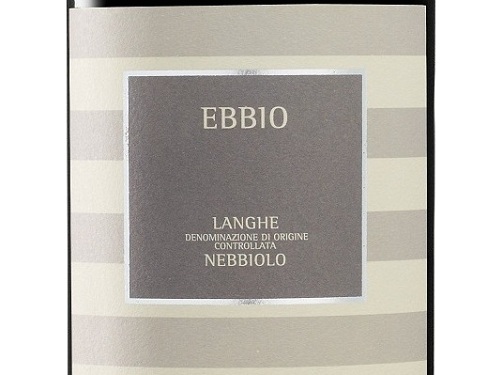 EBBIO
LANGHE
DENOMINAZIONE DI ORIGINE
CONTROLLATA
NEBBIOLO